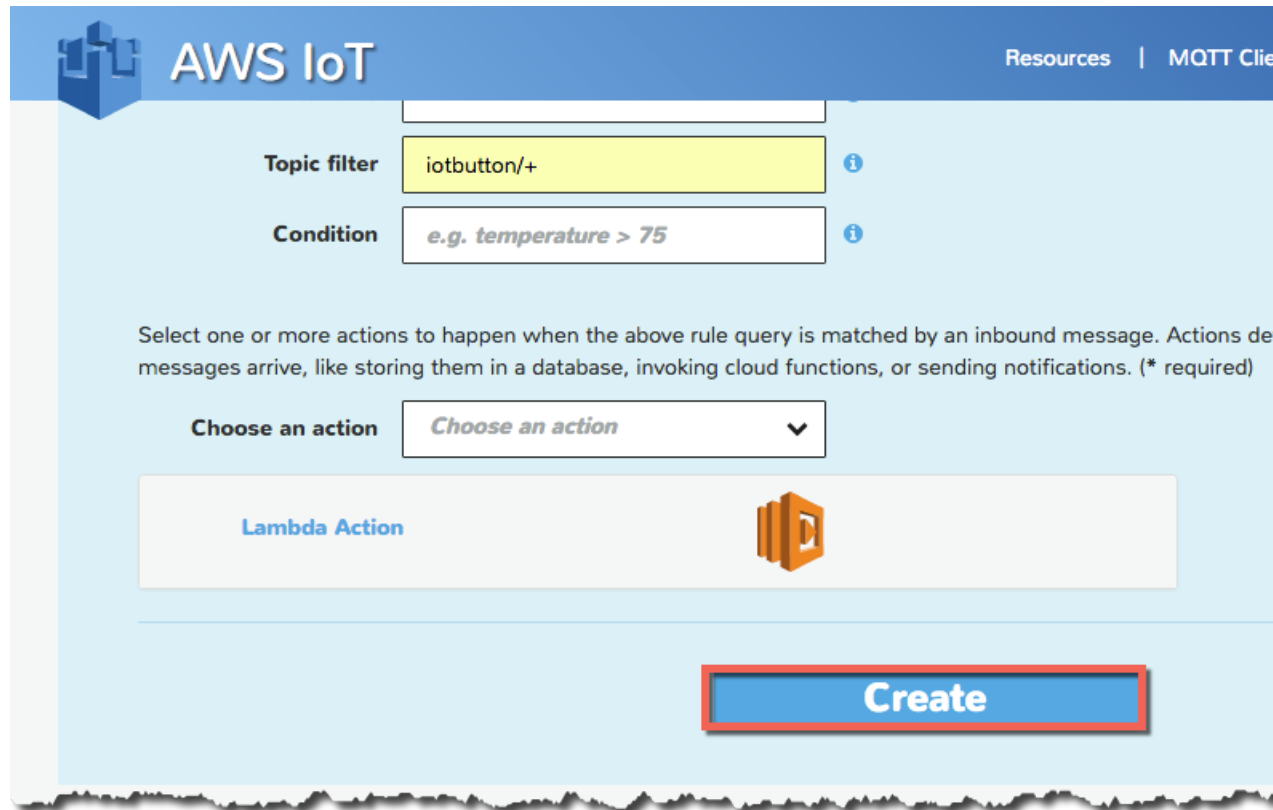 AWS IoT
Resources | MQTT Clie
Topic filter iotbutton/+
Condition e.g. temperature > 75
Select one or more actions to happen when the above rule query is matched by an inbound message. Actions de
messages arrive, like storing them in a database, invoking cloud functions, or sending notifications. (* required)
Choose an action Choose an action
Lambda Action
Create